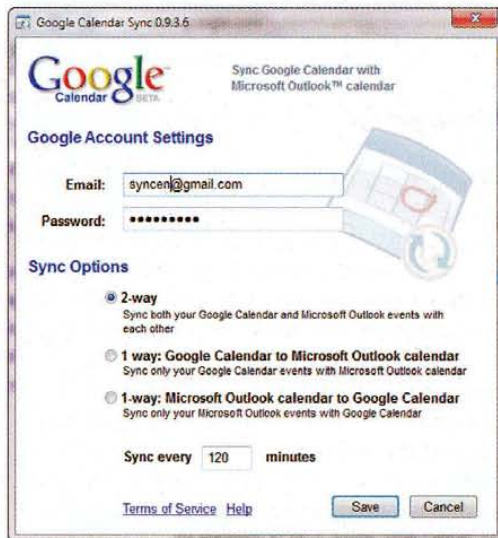 Google Calendar Sync 0.9.3.6
Google™
Calendar BETA
Sync Google Calendar with
Microsoft Outlook™ calendar
Google Account Settings
Email: syncen@gmail.com
Password: •••••••••
Sync Options
2-way
Sync both your Google Calendar and Microsoft Outlook events with
each other
1 way: Google Calendar to Microsoft Outlook calendar
Sync only your Google Calendar events with Microsoft Outlook calendar
1-way: Microsoft Outlook calendar to Google Calendar
Sync only your Microsoft Outlook events with Google Calendar
Sync every 120 minutes
Terms of Service Help Save Cancel